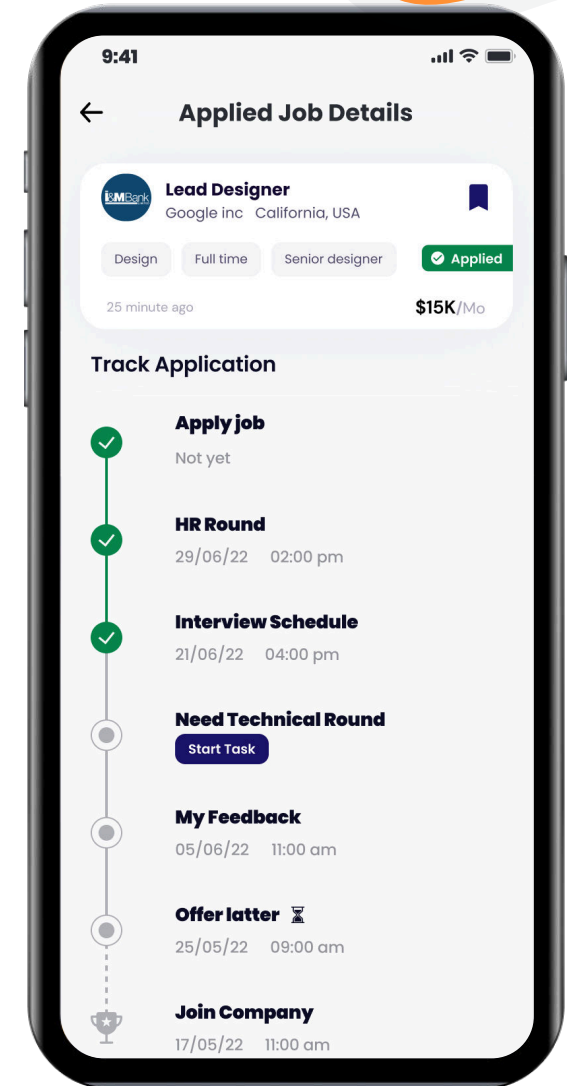 9:41
Applied Job Details
I&MBank
Lead Designer
Google inc California, USA
Design Full time Senior designer Applied
25 minute ago $15K/Mo
Track Application
Apply job
Not yet
HR Round
29/06/22 02:00 pm
Interview Schedule
21/06/22 04:00 pm
Need Technical Round
Start Task
My Feedback
05/06/22 11:00 am
Offer latter
25/05/22 09:00 am
Join Company
17/05/22 11:00 am